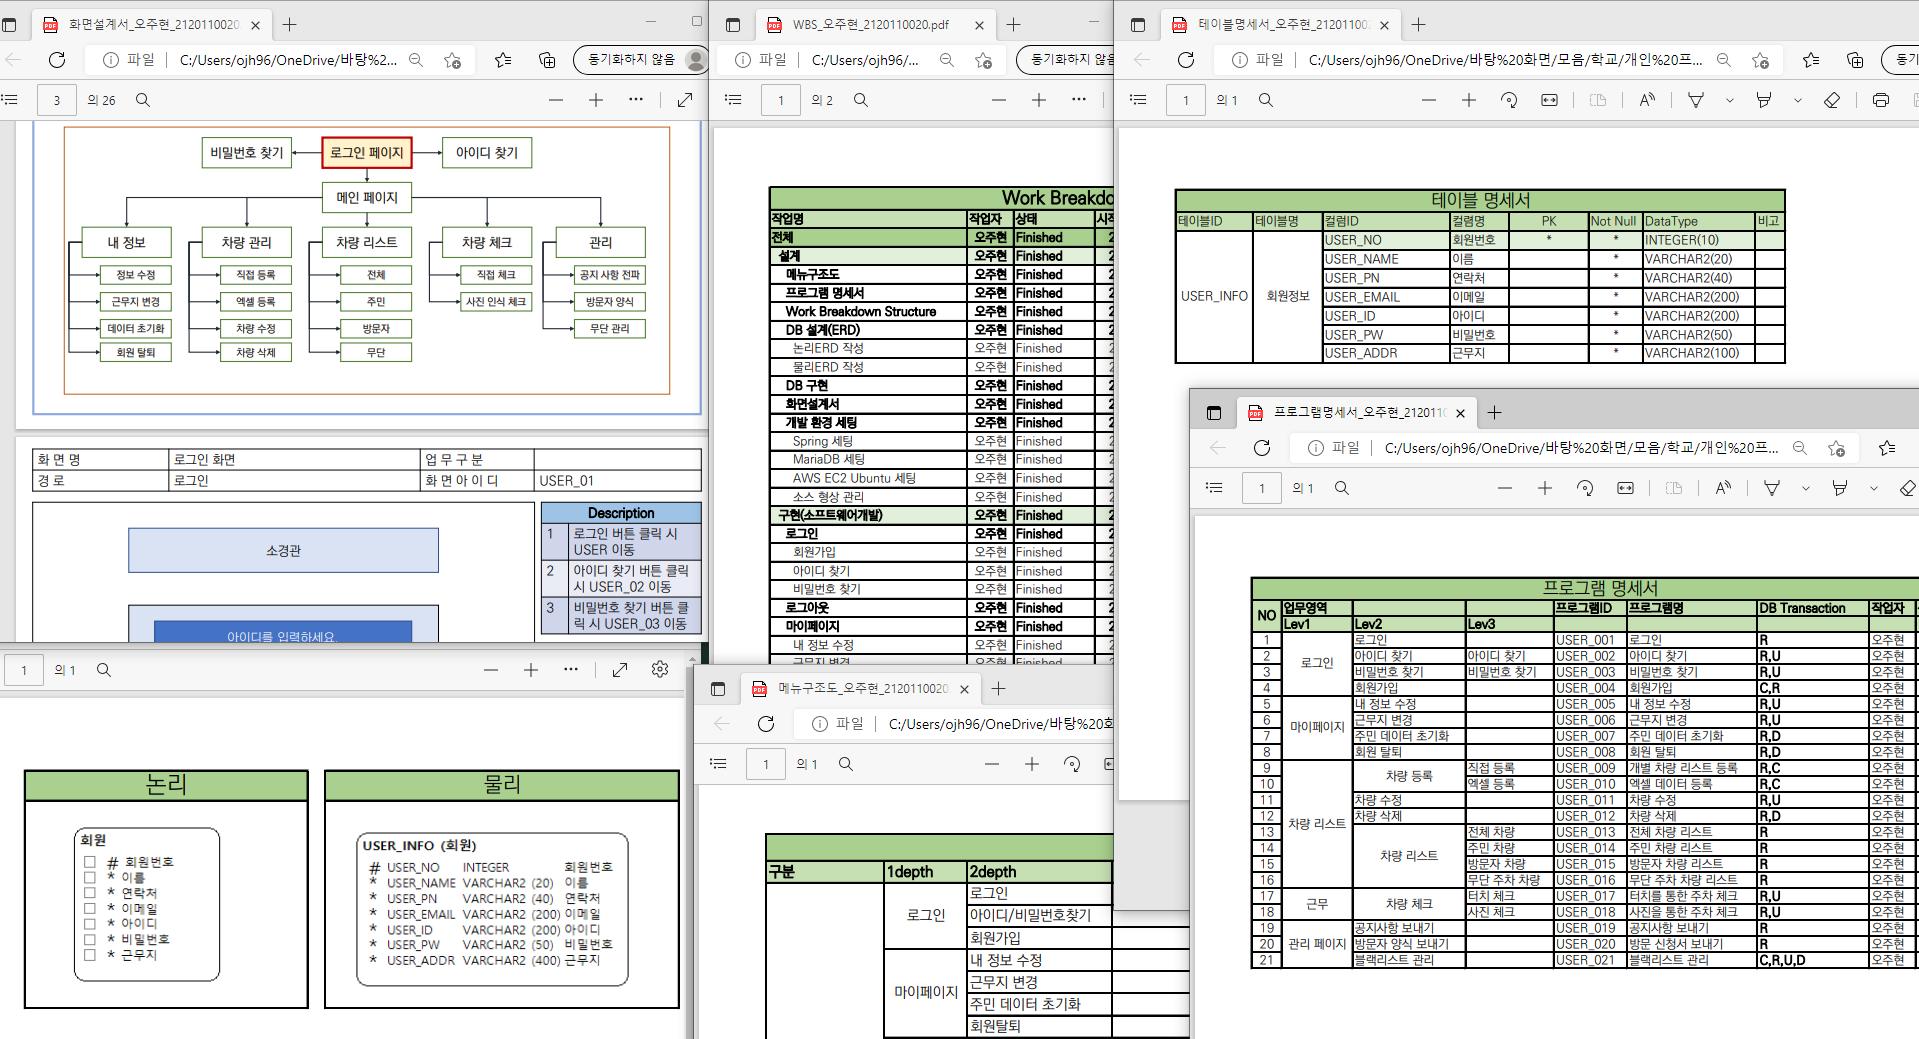 화면설계서_오주현_2120110020
파일
C:/Users/ojh96/OneDrive/바탕%2...
동기화하지 않음
3
의 26
비밀번호 찾기
로그인 페이지
아이디 찾기
메인 페이지
내 정보
차량 관리
차량 리스트
차량 체크
관리
정보 수정
직접 등록
전체
직접 체크
공지 사항 전파
근무지 변경
엑셀 등록
주민
사진 인식 체크
방문자 양식
데이터 초기화
차량 수정
방문자
무단 관리
회원 탈퇴
차량 삭제
무단
화 면 명 로그인 화면 업 무 구 분
경 로 로그인 화 면 아 이 디 USER_01
소경관
아이디를 입력하세요.
Description
1 로그인 버튼 클릭 시
USER 이동
2 아이디 찾기 버튼 클릭
시 USER_02 이동
3 비밀번호 찾기 버튼 클
릭 시 USER_03 이동
1
의 1
논리
회원
# 회원번호
* 이름
* 연락처
* 이메일
* 아이디
* 비밀번호
* 근무지
물리
USER_INFO (회원)
# USER_NO INTEGER 회원번호
* USER_NAME VARCHAR2 (20) 이름
* USER_PN VARCHAR2 (40) 연락처
* USER_EMAIL VARCHAR2 (200) 이메일
* USER_ID VARCHAR2 (200) 아이디
* USER_PW VARCHAR2 (50) 비밀번호
* USER_ADDR VARCHAR2 (400) 근무지
WBS_오주현_2120110020.pdf
파일
C:/Users/ojh96/...
동기화하지 않
1
의 2
Work Breakdo
작업명 작업자 상태 시작
전체 오주현 Finished 2
설계 오주현 Finished 2
메뉴구조도 오주현 Finished 2
프로그램 명세서 오주현 Finished 2
Work Breakdown Structure 오주현 Finished 2
DB 설계(ERD) 오주현 Finished 2
논리ERD 작성 오주현 Finished 2
물리ERD 작성 오주현 Finished 2
DB 구현 오주현 Finished 2
화면설계서 오주현 Finished 2
개발 환경 세팅 오주현 Finished 2
Spring 세팅 오주현 Finished 2
MariaDB 세팅 오주현 Finished 2
AWS EC2 Ubuntu 세팅 오주현 Finished 2
소스 형상 관리 오주현 Finished 2
구현(소프트웨어개발) 오주현 Finished 2
로그인 오주현 Finished 2
회원가입 오주현 Finished 2
아이디 찾기 오주현 Finished 2
비밀번호 찾기 오주현 Finished 2
로그아웃 오주현 Finished 2
마이페이지 오주현 Finished 2
내 정보 수정 오주현 Finished 2
근무지 변경 오주현 Finished 2
메뉴구조도_오주현_2120110020
파일
C:/Users/ojh96/OneDrive/바탕%20화
1
의 1
구분 1depth 2depth
로그인
로그인
아이디/비밀번호찾기
회원가입
마이페이지
내 정보 수정
근무지 변경
주민 데이터 초기화
회원탈퇴
테이블명세서_오주현_212011002
파일
C:/Users/ojh96/OneDrive/바탕%20화면/모음/학교/개인%20프...
동기
1
의 1
테이블 명세서
테이블ID 테이블명 컬럼ID 컬렴명 PK Not Null DataType 비고
USER_INFO 회원정보
USER_NO 회원번호 * * INTEGER(10)
USER_NAME 이름 * VARCHAR2(20)
USER_PN 연락처 * VARCHAR2(40)
USER_EMAIL 이메일 * VARCHAR2(200)
USER_ID 아이디 * VARCHAR2(200)
USER_PW 비밀번호 * VARCHAR2(50)
USER_ADDR 근무지 * VARCHAR2(100)
프로그램명세서_오주현_2120110
파일
C:/Users/ojh96/OneDrive/바탕%20화면/모음/학교/개인%20프...
1
의 1
프로그램 명세서
NO 업무영역 프로그램ID 프로그램명 DB Transaction 작업자
Lev1 Lev2 Lev3
1 로그인 로그인 USER_001 로그인 R 오주현
2 아이디 찾기 아이디 찾기 USER_002 아이디 찾기 R,U 오주현
3 비밀번호 찾기 비밀번호 찾기 USER_003 비밀번호 찾기 R,U 오주현
4 회원가입 USER_004 회원가입 C,R 오주현
5 마이페이지 내 정보 수정 USER_005 내 정보 수정 R,U 오주현
6 근무지 변경 USER_006 근무지 변경 R,U 오주현
7 주민 데이터 초기화 USER_007 주민 데이터 초기화 R,D 오주현
8 회원 탈퇴 USER_008 회원 탈퇴 R,D 오주현
9 차량 리스트 차량 등록 직접 등록 USER_009 개별 차량 리스트 등록 R,C 오주현
10 엑셀 등록 USER_010 엑셀 데이터 등록 R,C 오주현
11 차량 수정 USER_011 차량 수정 R,U 오주현
12 차량 삭제 USER_012 차량 삭제 R,D 오주현
13 차량 리스트 전체 차량 USER_013 전체 차량 리스트 R 오주현
14 주민 차량 USER_014 주민 차량 리스트 R 오주현
15 방문자 차량 USER_015 방문자 차량 리스트 R 오주현
16 무단 주차 차량 USER_016 무단 주차 차량 리스트 R 오주현
17 근무 차량 체크 터치 체크 USER_017 터치를 통한 주차 체크 R,U 오주현
18 사진 체크 USER_018 사진을 통한 주차 체크 R,U 오주현
19 관리 페이지 공지사항 보내기 USER_019 공지사항 보내기 R 오주현
20 방문자 양식 보내기 USER_020 방문 신청서 보내기 R 오주현
21 블랙리스트 관리 USER_021 블랙리스트 관리 C,R,U,D 오주현